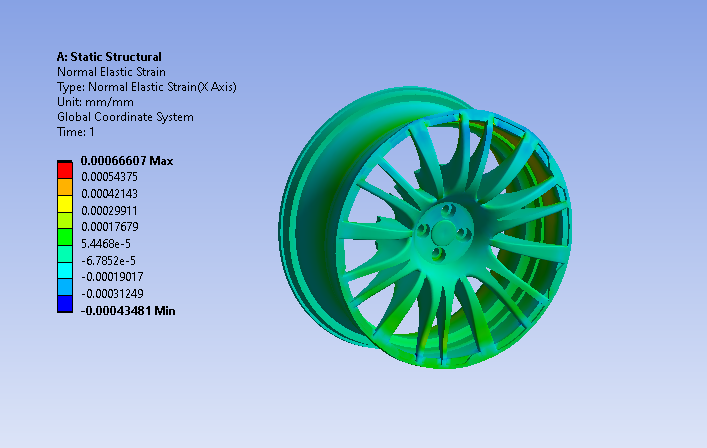 A: Static Structural
Normal Elastic Strain
Type: Normal Elastic Strain(X Axis)
Unit: mm/mm
Global Coordinate System
Time: 1
0.00066607 Max
0.00054375
0.00042143
0.00029911
0.00017679
5.4468e-5
-6.7852e-5
-0.00019017
-0.00031249
-0.00043481 Min